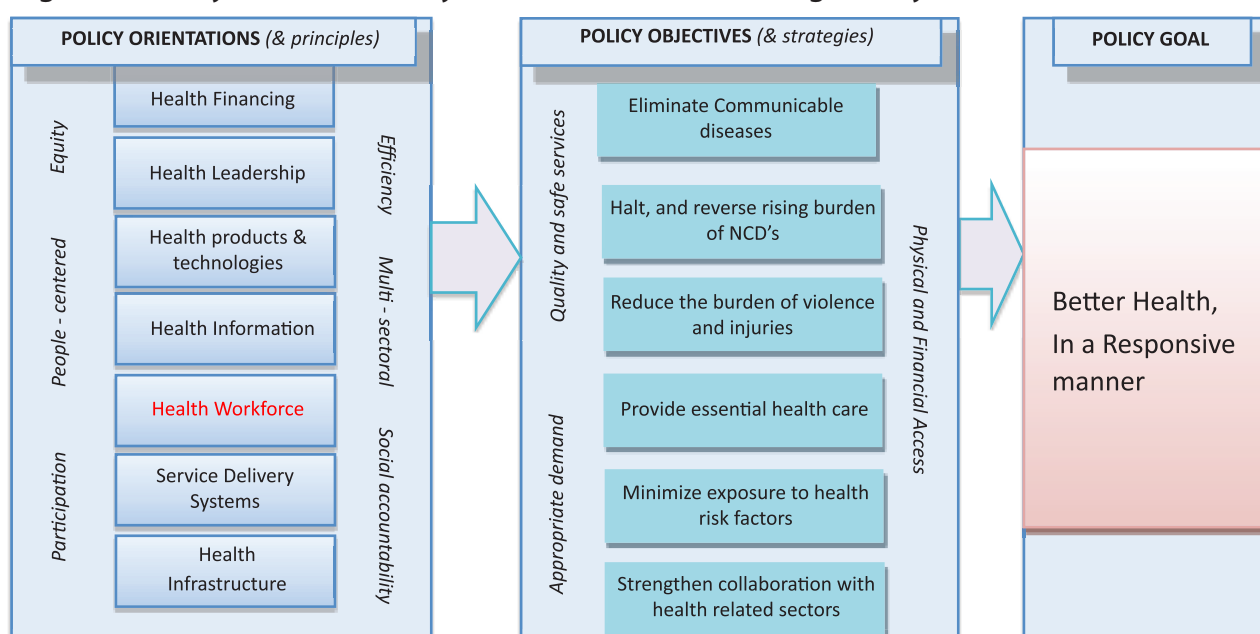 POLICY ORIENTATIONS (& principles)
Equity
People - centered
Participation
Health Financing
Health Leadership
Health products &
technologies
Health Information
Health Workforce
Service Delivery
Systems
Health
Infrastructure
Efficiency
Multi - sectoral
Social accountability
POLICY OBJECTIVES (& strategies)
Quality and safe services
Appropriate demand
Eliminate Communicable
diseases
Halt, and reverse rising burden
of NCD’s
Reduce the burden of violence
and injuries
Provide essential health care
Minimize exposure to health
risk factors
Strengthen collaboration with
health related sectors
Physical and Financial Access
POLICY GOAL
Better Health,
In a Responsive
manner